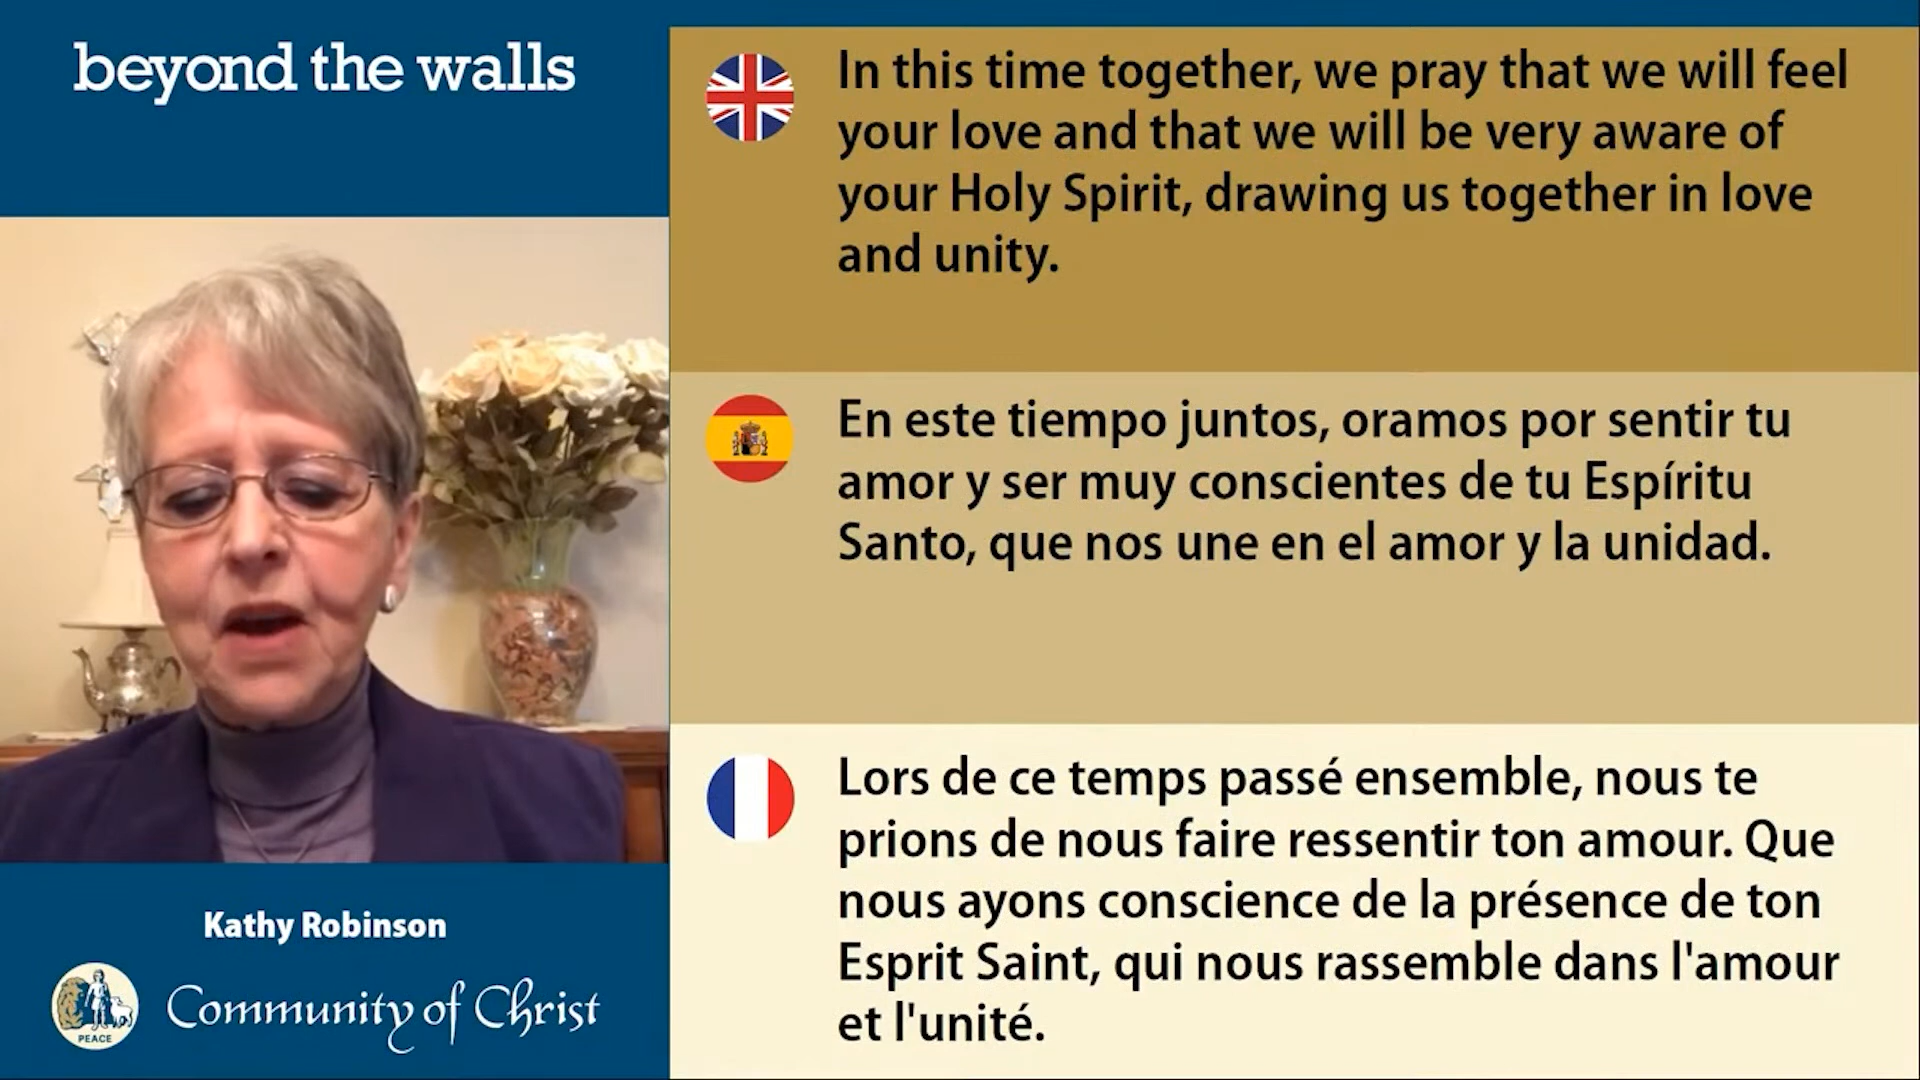 beyond the walls
In this time together, we pray that we will feel
your love and that we will be very aware of
your Holy Spirit, drawing us together in love
and unity.
En este tiempo juntos, oramos por sentir tu
amor y ser muy conscientes de tu Espíritu
Santo, que nos une en el amor y la unidad.
Lors de ce temps passé ensemble, nous te
prions de nous faire ressentir ton amour. Que
nous ayons conscience de la présence de ton
Esprit Saint, qui nous rassemble dans l'amour
et l'unité.
Kathy Robinson
PEACE
Community of Christ